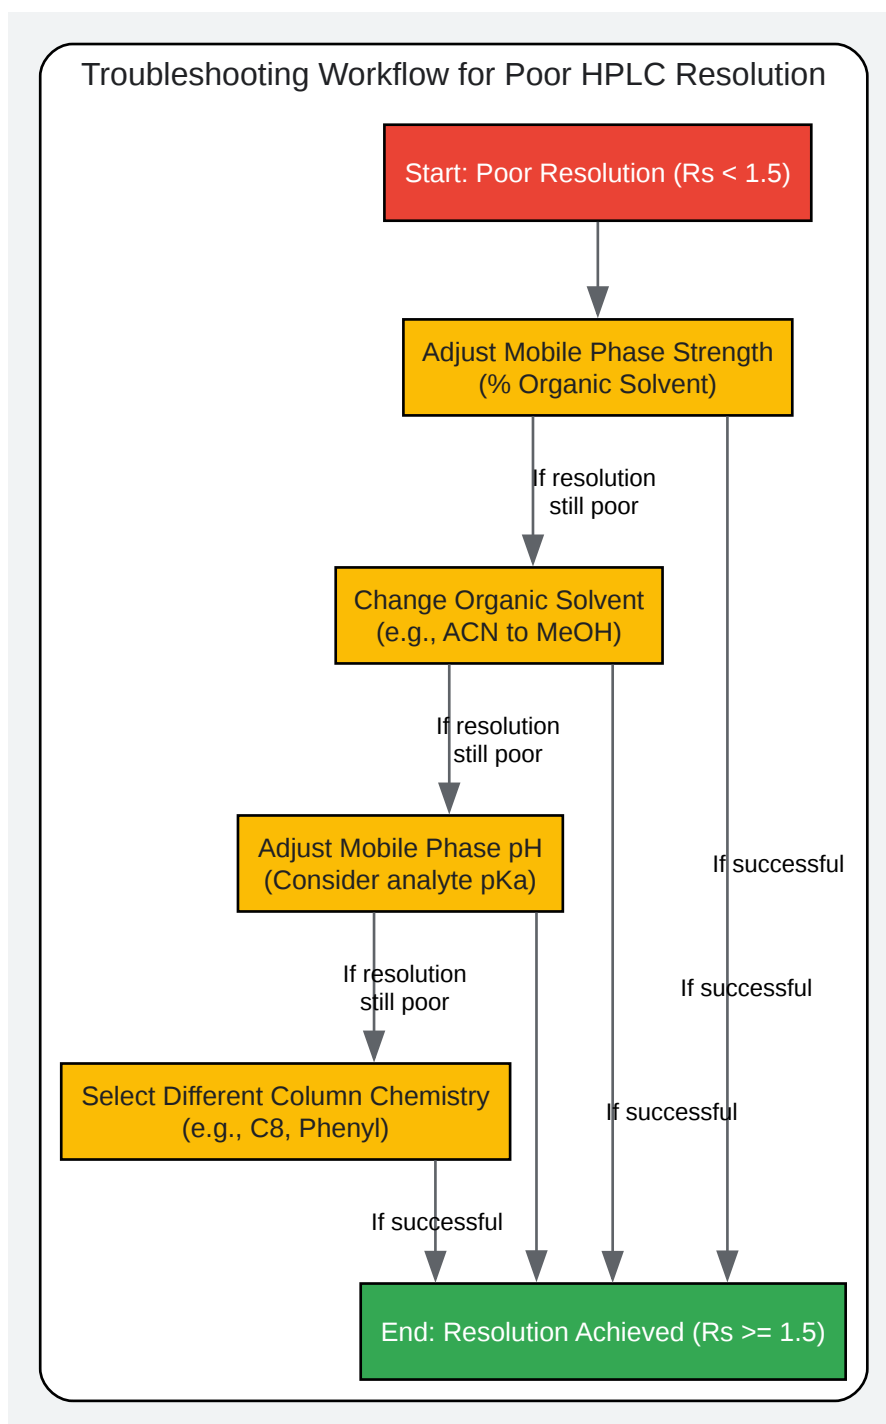 Troubleshooting Workflow for Poor HPLC Resolution
Start: Poor Resolution (Rs < 1.5)
Adjust Mobile Phase Strength
(% Organic Solvent)
If resolution
still poor
Change Organic Solvent
(e.g., ACN to MeOH)
If resolution
still poor
Adjust Mobile Phase pH
(Consider analyte pKa)
If successful
If resolution
still poor
If successful
Select Different Column Chemistry
(e.g., C8, Phenyl)
If successful
If successful
End: Resolution Achieved (Rs >= 1.5)